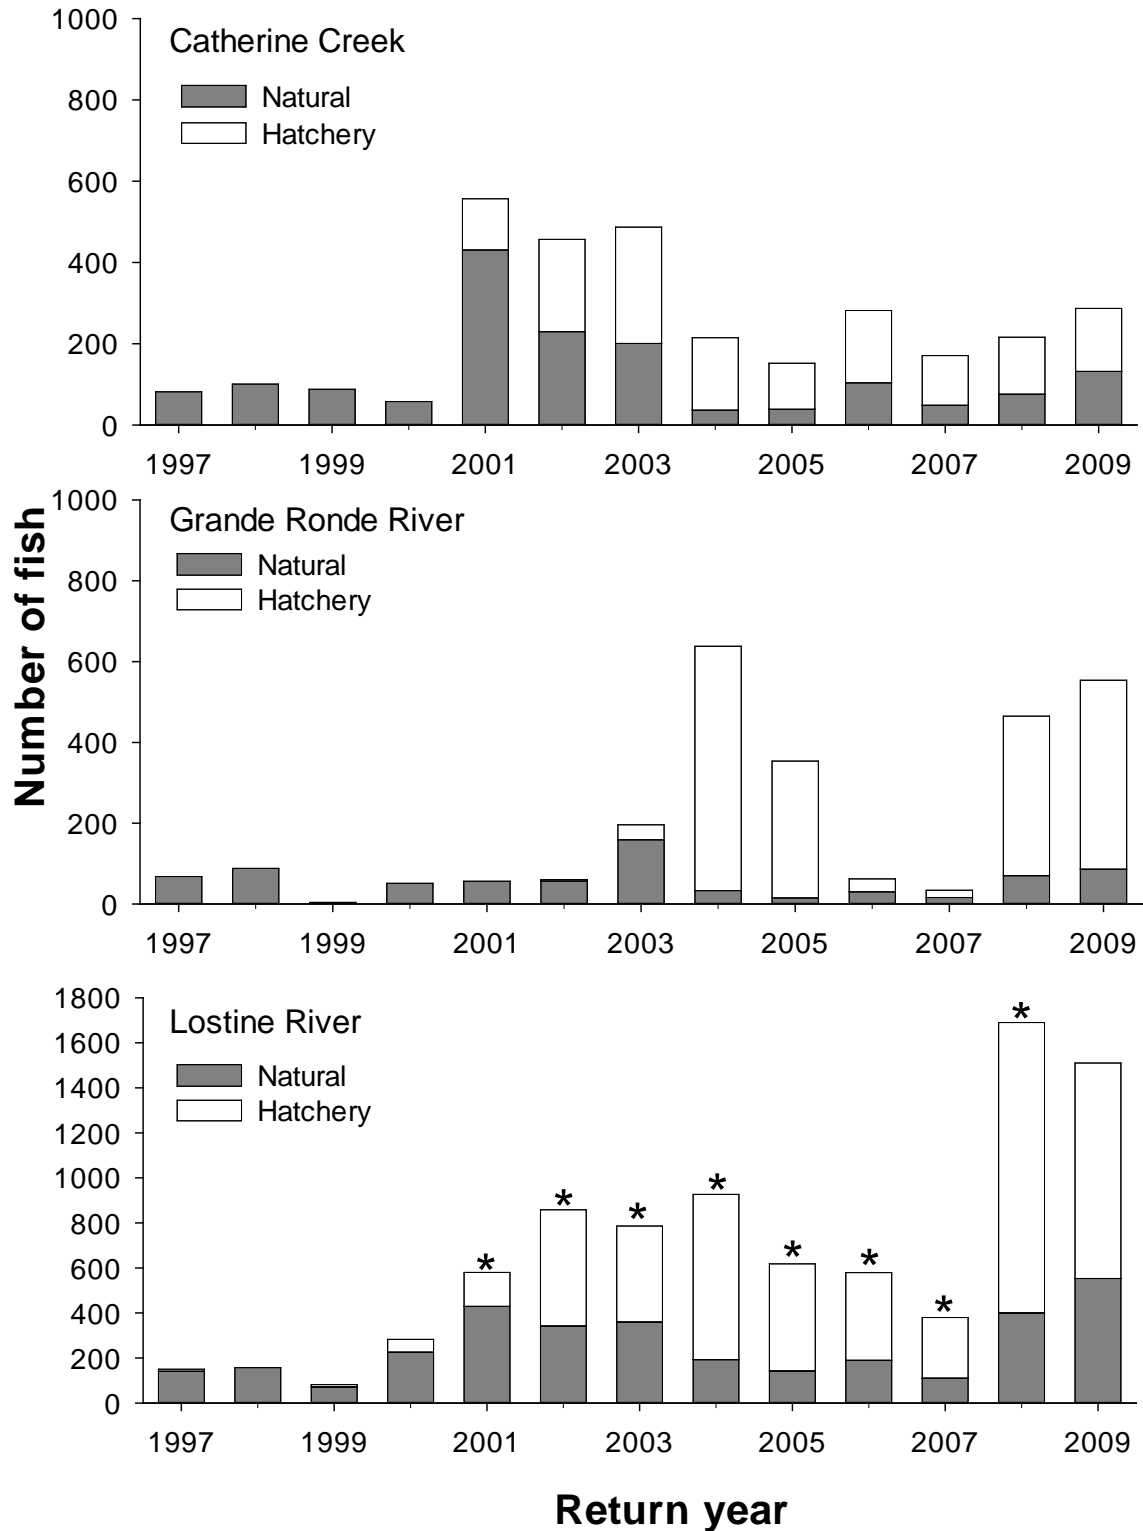 1000
Catherine Creek
Natural
800
Hatchery
600
400
200
0
1997 1999 2001 2003 2005 2007 2009
1000
Grande Ronde River
Natural
800
Hatchery
600
400
200
0
1997 1999 2001 2003 2005 2007 2009
Number of fish
1800
Lostine River
*
1600
Natural
1400
Hatchery
1200
1000
* * * *
800
600
* * *
400
200
0
1997 1999 2001 2003 2005 2007 2009
Return year